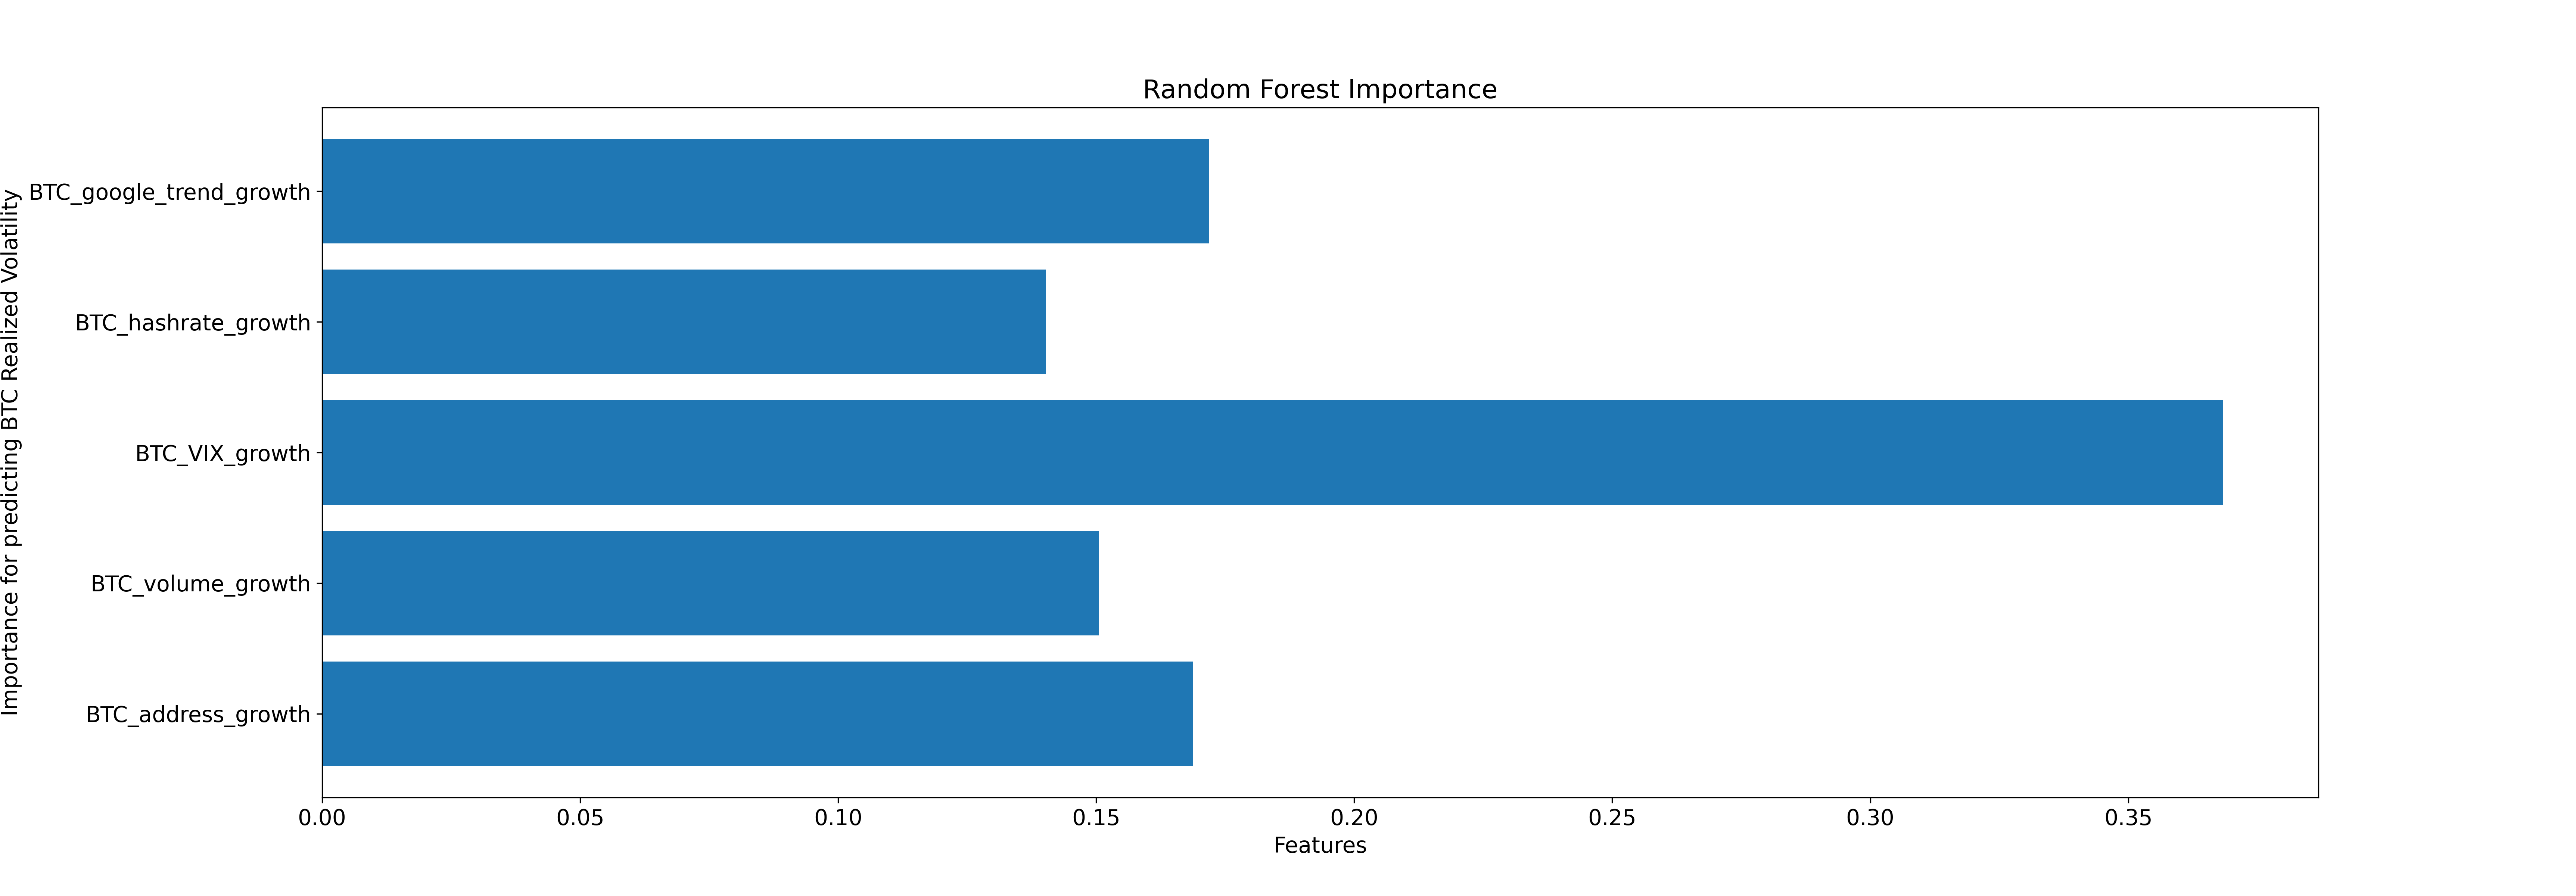 Random Forest Importance
Importance for predicting BTC Realized Volatility
BTC_google_trend_growth
BTC_hashrate_growth
BTC_VIX_growth
BTC_volume_growth
BTC_address_growth
0.00 0.05 0.10 0.15 0.20 0.25 0.30 0.35
Features